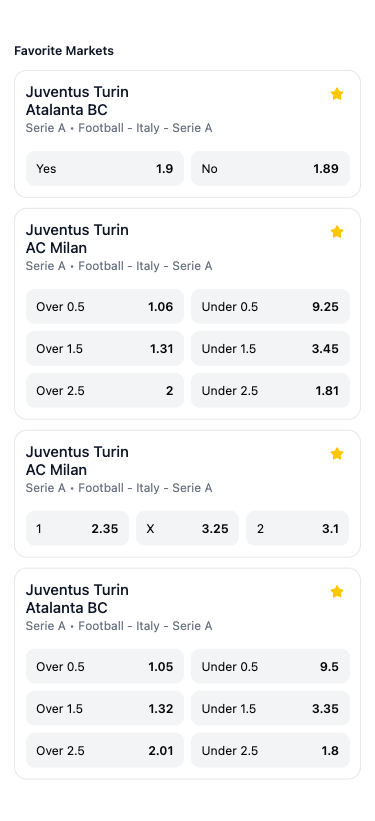 Favorite Markets
Juventus Turin
Atalanta BC
Serie A • Football - Italy - Serie A
Yes 1.9 No 1.89
Juventus Turin
AC Milan
Serie A • Football - Italy - Serie A
Over 0.5 1.06 Under 0.5 9.25
Over 1.5 1.31 Under 1.5 3.45
Over 2.5 2 Under 2.5 1.81
Juventus Turin
AC Milan
Serie A • Football - Italy - Serie A
1 2.35 X 3.25 2 3.1
Juventus Turin
Atalanta BC
Serie A • Football - Italy - Serie A
Over 0.5 1.05 Under 0.5 9.5
Over 1.5 1.32 Under 1.5 3.35
Over 2.5 2.01 Under 2.5 1.8